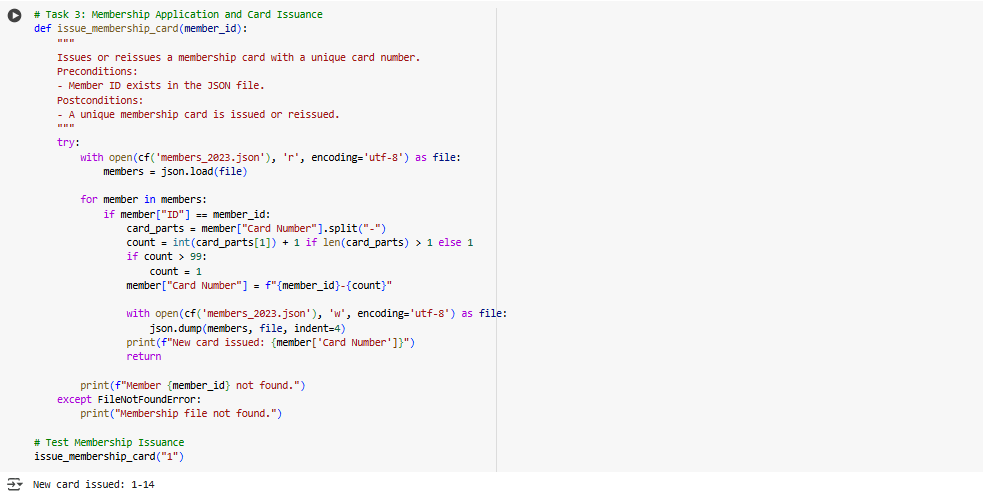 # Task 3: Membership Application and Card Issuance
def issue_membership_card(member_id):
    """
    Issues or reissues a membership card with a unique card number.
    Preconditions:
    - Member ID exists in the JSON file.
    Postconditions:
    - A unique membership card is issued or reissued.
    """
    try:
        with open(cf('members_2023.json'), 'r', encoding='utf-8') as file:
            members = json.load(file)

        for member in members:
            if member["ID"] == member_id:
                card_parts = member["Card Number"].split("-")
                count = int(card_parts[1]) + 1 if len(card_parts) > 1 else 1
                if count > 99:
                    count = 1
                member["Card Number"] = f"{member_id}-{count}"

                with open(cf('members_2023.json'), 'w', encoding='utf-8') as file:
                    json.dump(members, file, indent=4)
                print(f"New card issued: {member['Card Number']}")
                return

        print(f"Member {member_id} not found.")
    except FileNotFoundError:
        print("Membership file not found.")

# Test Membership Issuance
issue_membership_card("1")
New card issued: 1-14